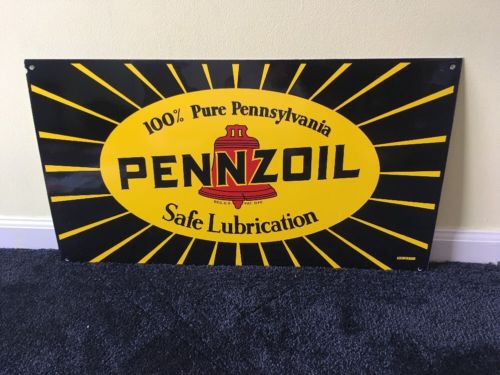 100% Pure Pennsylvania
PENNZOIL
Safe Lubrication